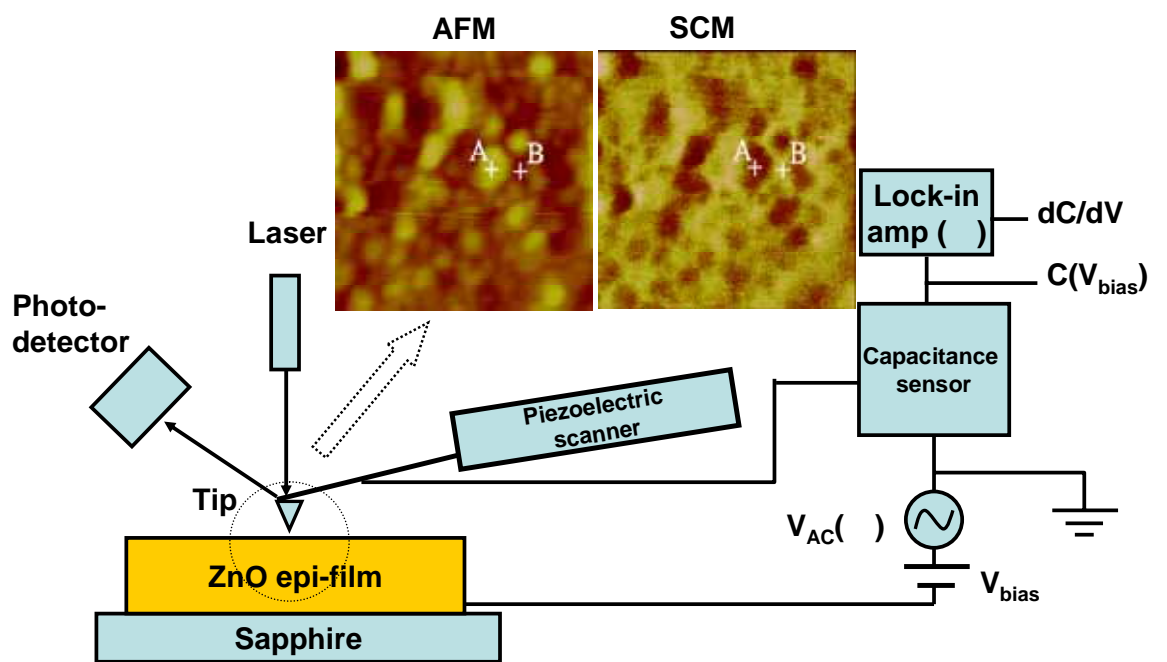 AFM
SCM
A
B
A
B
Lock-in
amp (   )
dC/dV
Laser
C(Vbias)
Photo-
detector
Capacitance
sensor
Piezoelectric
scanner
Tip
VAC(   )
ZnO epi-film
Vbias
Sapphire